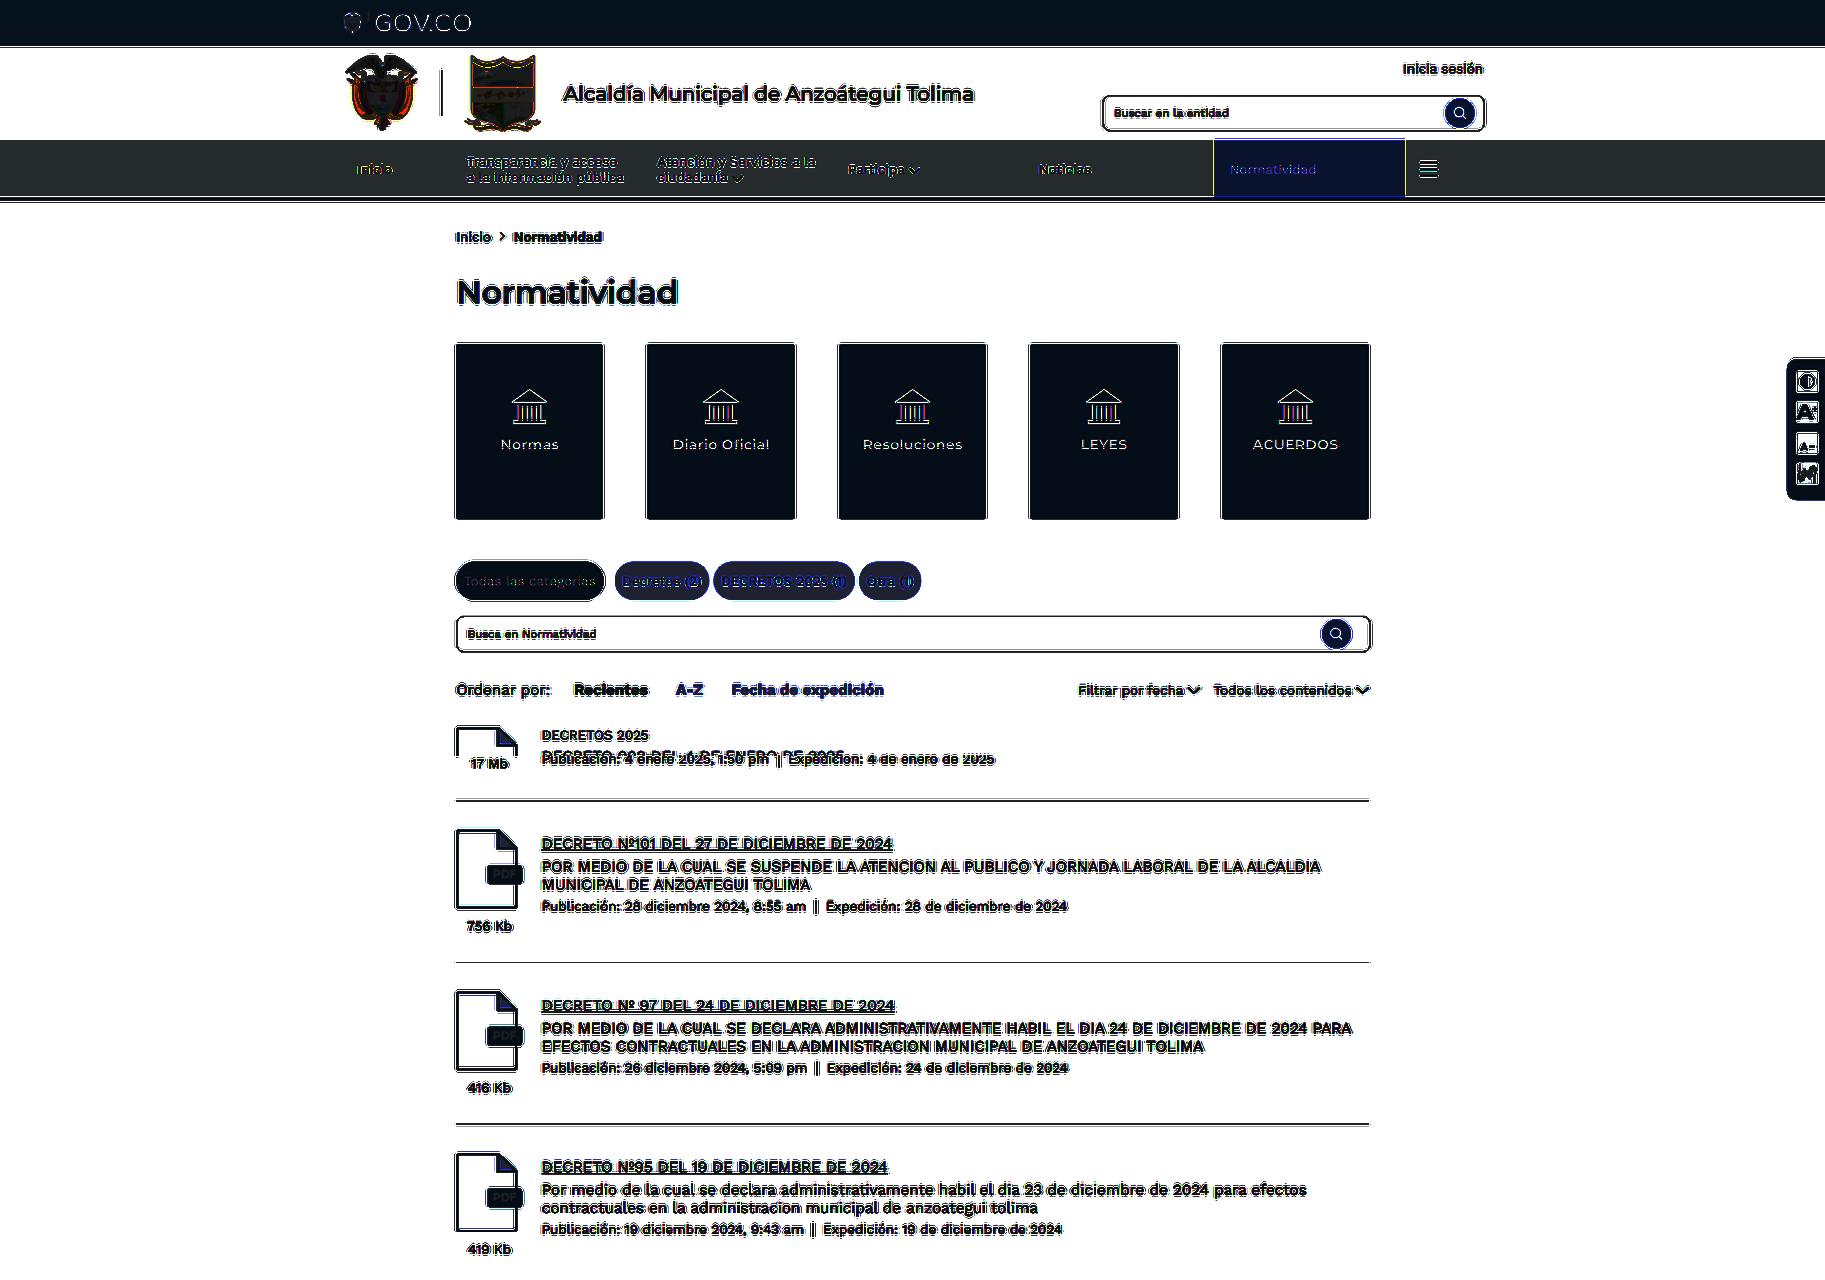 GOV.CO
Inicia sesión
Alcaldía Municipal de Anzoátegui Tolima
Buscar en la entidad
Inicio
Transparencia y acceso
a la información pública
Atención y Servicios a la
ciudadanía
Participa
Noticias
Normatividad
Inicio > Normatividad
Normatividad
Normas
Diario Oficial
Resoluciones
LEYES
ACUERDOS
Todas las categorías Decretos (2) DECRETOS 2025 (1) Otra (1)
Busca en Normatividad
Ordenar por: Recientes A-Z Fecha de expedición Filtrar por fecha Todos los contenidos
DECRETOS 2025
DECRETO 003 DEL 4 DE ENERO DE 2025
Publicación: 4 enero 2025, 1:50 pm | Expedición: 4 de enero de 2025
17 Mb
DECRETO Nº101 DEL 27 DE DICIEMBRE DE 2024
POR MEDIO DE LA CUAL SE SUSPENDE LA ATENCION AL PUBLICO Y JORNADA LABORAL DE LA ALCALDIA
MUNICIPAL DE ANZOATEGUI TOLIMA
PDF
Publicación: 28 diciembre 2024, 8:55 am | Expedición: 28 de diciembre de 2024
756 Kb
DECRETO Nº 97 DEL 24 DE DICIEMBRE DE 2024
POR MEDIO DE LA CUAL SE DECLARA ADMINISTRATIVAMENTE HABIL EL DIA 24 DE DICIEMBRE DE 2024 PARA
EFECTOS CONTRACTUALES EN LA ADMINISTRACION MUNICIPAL DE ANZOATEGUI TOLIMA
PDF
Publicación: 26 diciembre 2024, 5:09 pm | Expedición: 24 de diciembre de 2024
416 Kb
DECRETO Nº95 DEL 19 DE DICIEMBRE DE 2024
Por medio de la cual se declara administrativamente habil el dia 23 de diciembre de 2024 para efectos
contractuales en la administracion municipal de anzoategui tolima
PDF
Publicación: 19 diciembre 2024, 9:43 am | Expedición: 19 de diciembre de 2024
419 Kb